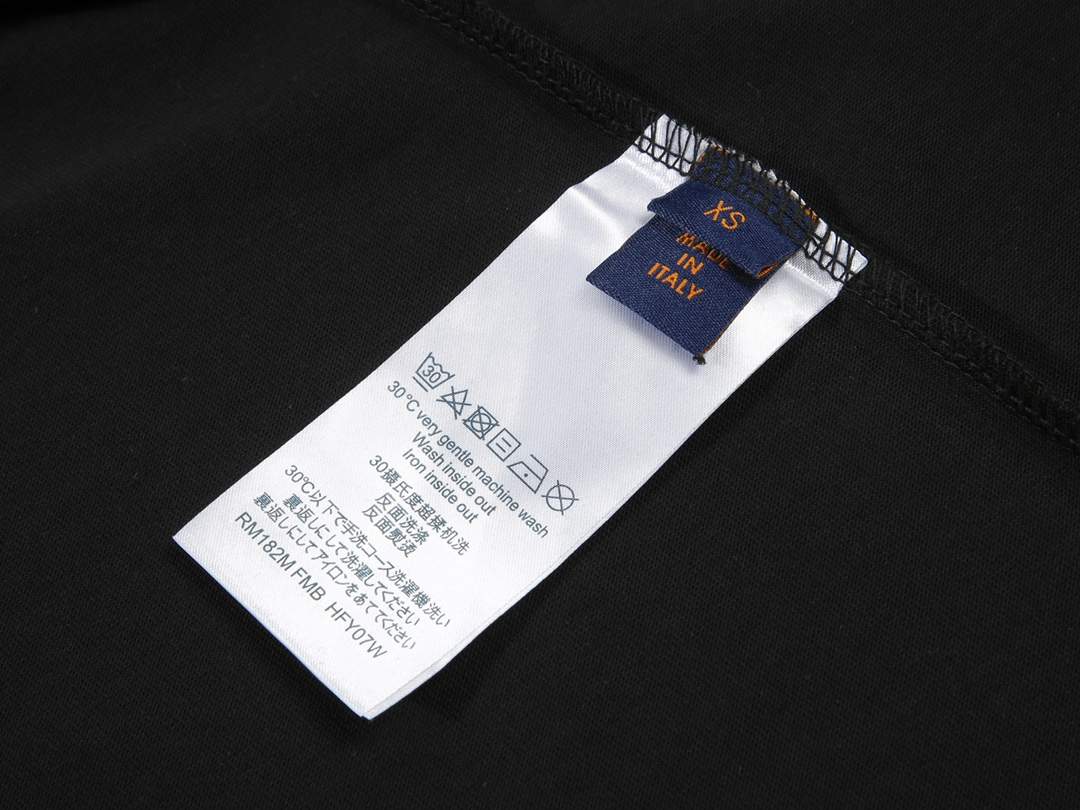 XS
MADE
IN
ITALY
30
30°C very gentle machine wash
Wash inside out
Iron inside out
30摄氏度超揉机洗
反面洗涤
反面熨烫
30℃以下で手洗コース洗濯機洗い
裏返しにして洗濯してください
裏返しにしてアイロンをあててください
RM182M FMB HFY07W